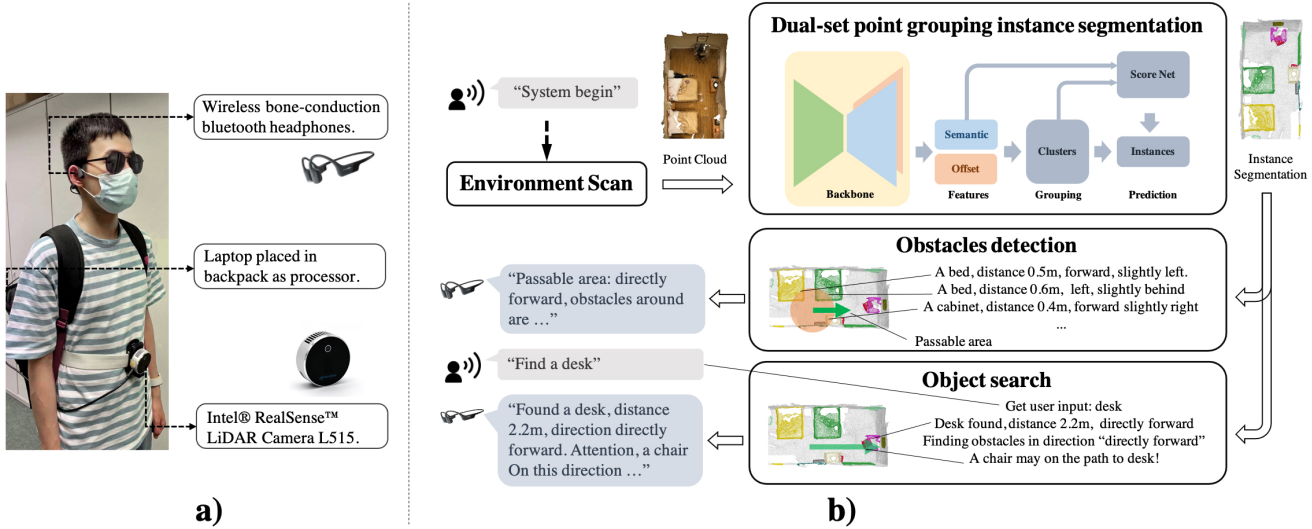 Wireless bone-conduction
bluetooth headphones.
Laptop placed in
backpack as processor.
Intel® RealSense™
LiDAR Camera L515.
a)
“System begin”
Environment Scan
Point Cloud
Dual-set point grouping instance segmentation
Backbone
Semantic
Offset
Features
Clusters
Grouping
Score Net
Instances
Prediction
Instance
Segmentation
Obstacles detection
A bed, distance 0.5m, forward, slightly left.
A bed, distance 0.6m, left, slightly behind
A cabinet, distance 0.4m, forward slightly right
...
Passable area
“Passable area: directly
forward, obstacles around
are …”
“Find a desk”
Object search
Get user input: desk
Desk found, distance 2.2m, directly forward
Finding obstacles in direction “directly forward”
A chair may on the path to desk!
“Found a desk, distance
2.2m, direction directly
forward. Attention, a chair
On this direction …”
b)